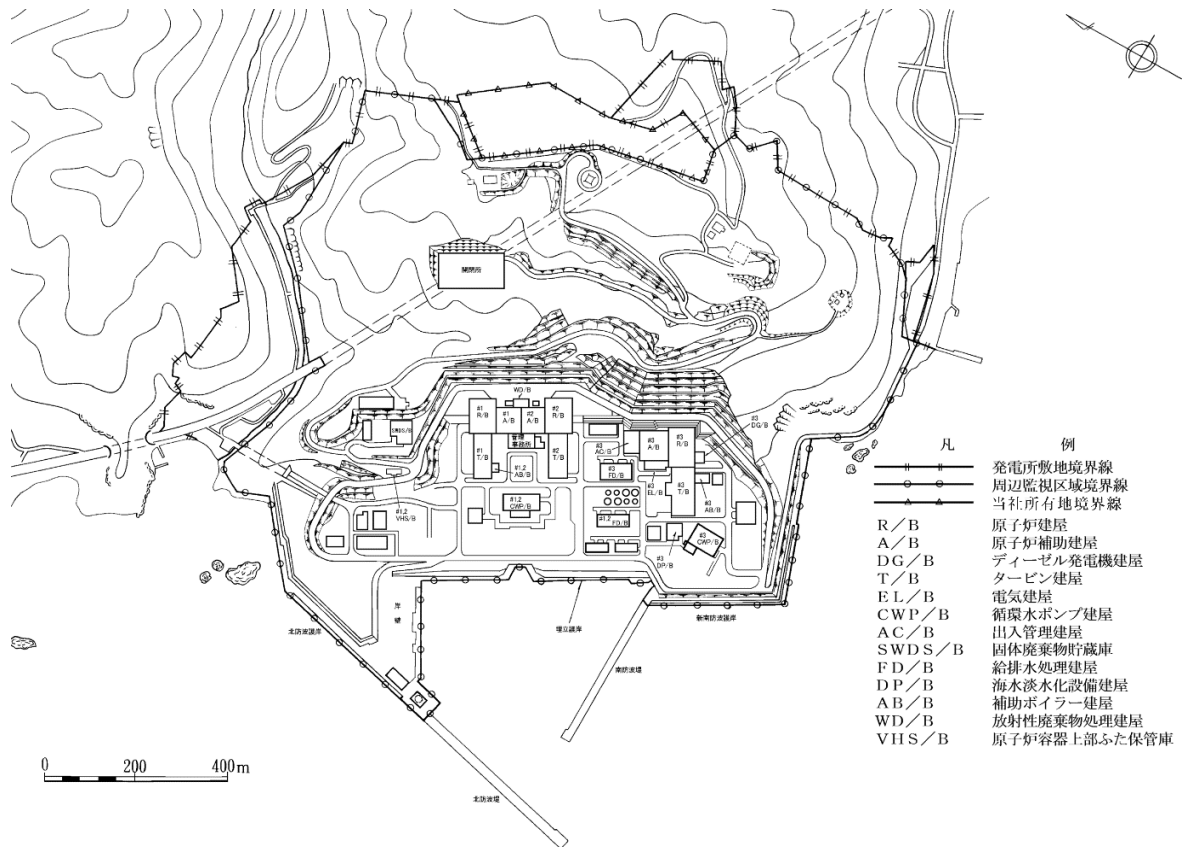 開閉所
WD/B
#1
R/B
#1
A/B
#2
A/B
#2
R/B
SWDS/B
管理
事務所
#1
T/B
#2
T/B
#1,2
AB/B
#1,2
VHS/B
#1,2
CWP/B
#3
DG/B
#3
AC/B
#3
A/B
#3
R/B
#3
FD/B
#3
EL/B
#3
T/B
#3
AB/B
#1,2
FD/B
#3
DP/B
#3
CWP/B
岸
壁
北防波護岸
埋立護岸
新南防波護岸
南防波堤
北防波堤
0 200 400m
凡 例
発電所敷地境界線
周辺監視区域境界線
当社所有地境界線
R/B 原子炉建屋
A/B 原子炉補助建屋
DG/B ディーゼル発電機建屋
T/B タービン建屋
EL/B 電気建屋
CWP/B 循環水ポンプ建屋
AC/B 出入管理建屋
SWDS/B 固体廃棄物貯蔵庫
FD/B 給排水処理建屋
DP/B 海水淡水化設備建屋
AB/B 補助ボイラー建屋
WD/B 放射性廃棄物処理建屋
VHS/B 原子炉容器上部ふた保管庫